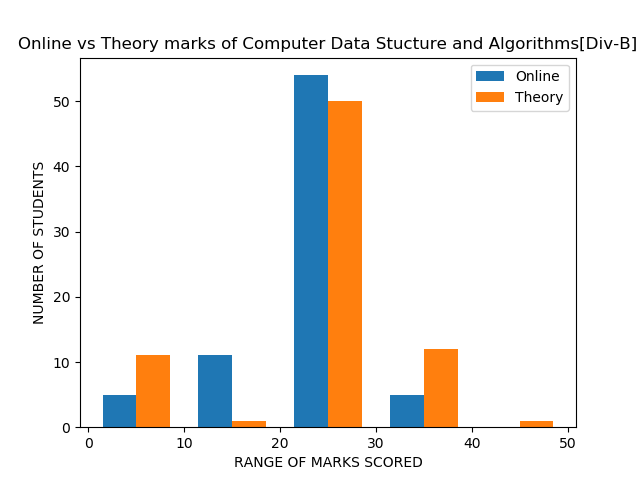 Online vs Theory marks of Computer Data Stucture and Algorithms[Div-B]
Online
Theory
NUMBER OF STUDENTS
50
40
30
20
10
0
0 10 20 30 40 50
RANGE OF MARKS SCORED